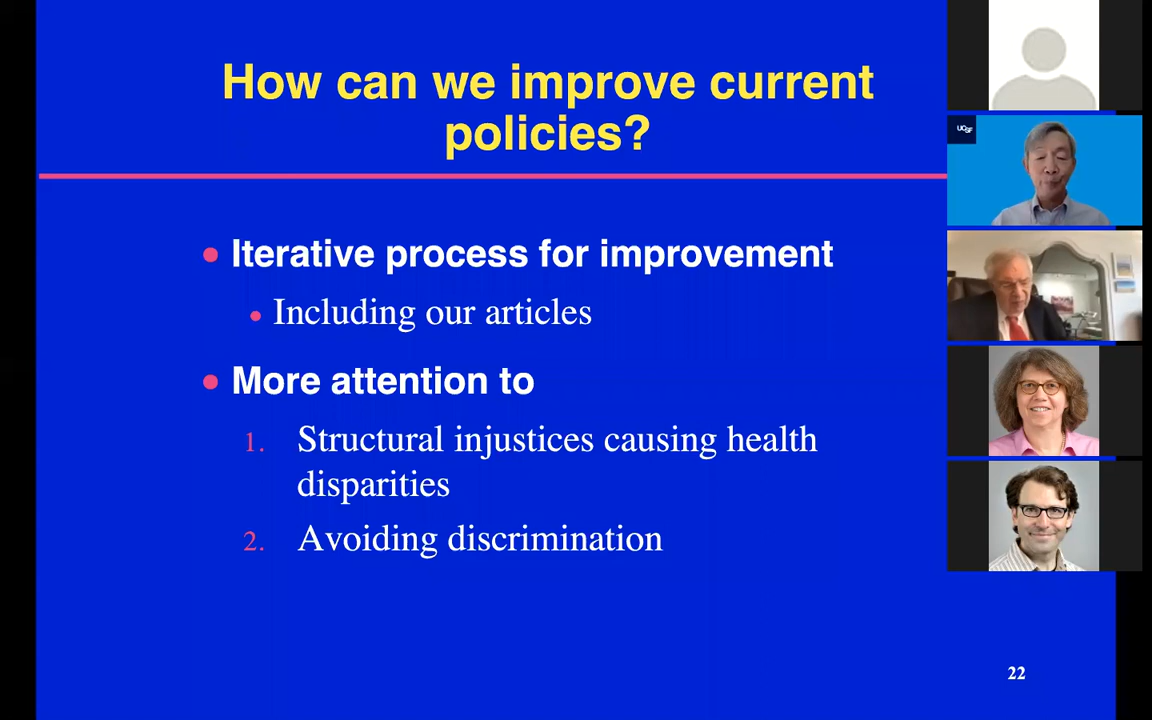 How can we improve current
policies?
• Iterative process for improvement
• Including our articles
• More attention to
1. Structural injustices causing health
disparities
2. Avoiding discrimination
22
UCSF